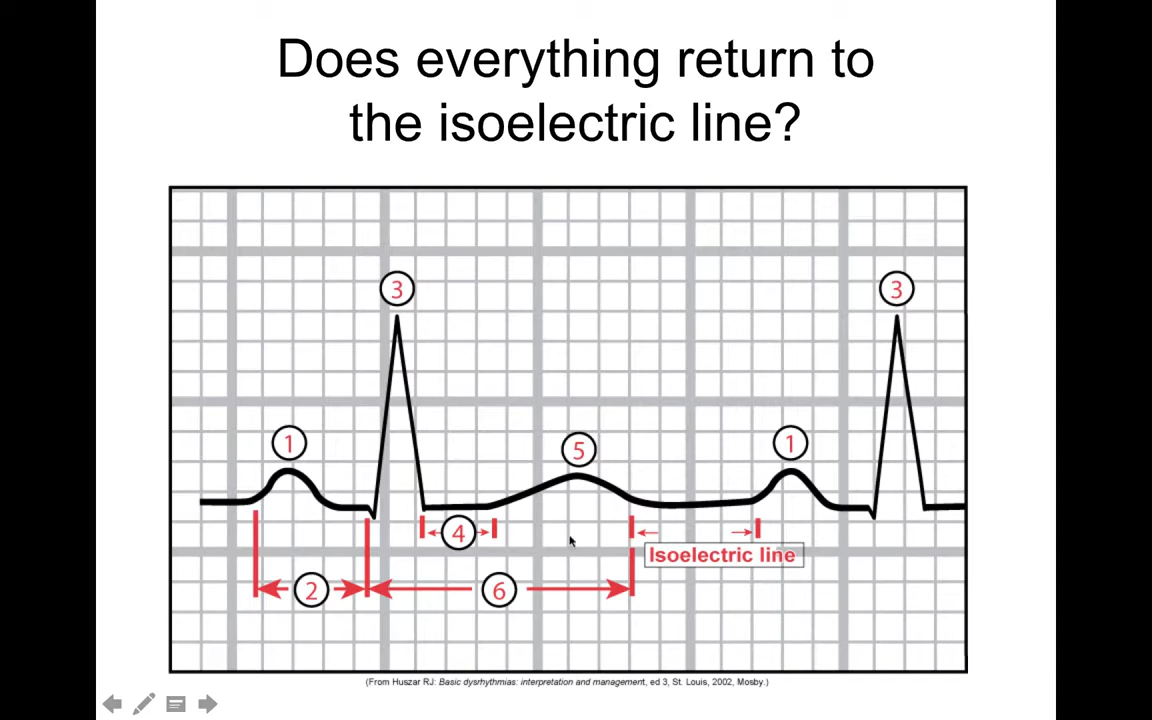 Does everything return to
the isoelectric line?
3
3
1
5
1
4
Isoelectric line
2
6
(From Huszar RJ: Basic dysrhythmias: interpretation and management, ed 3, St. Louis, 2002, Mosby.)